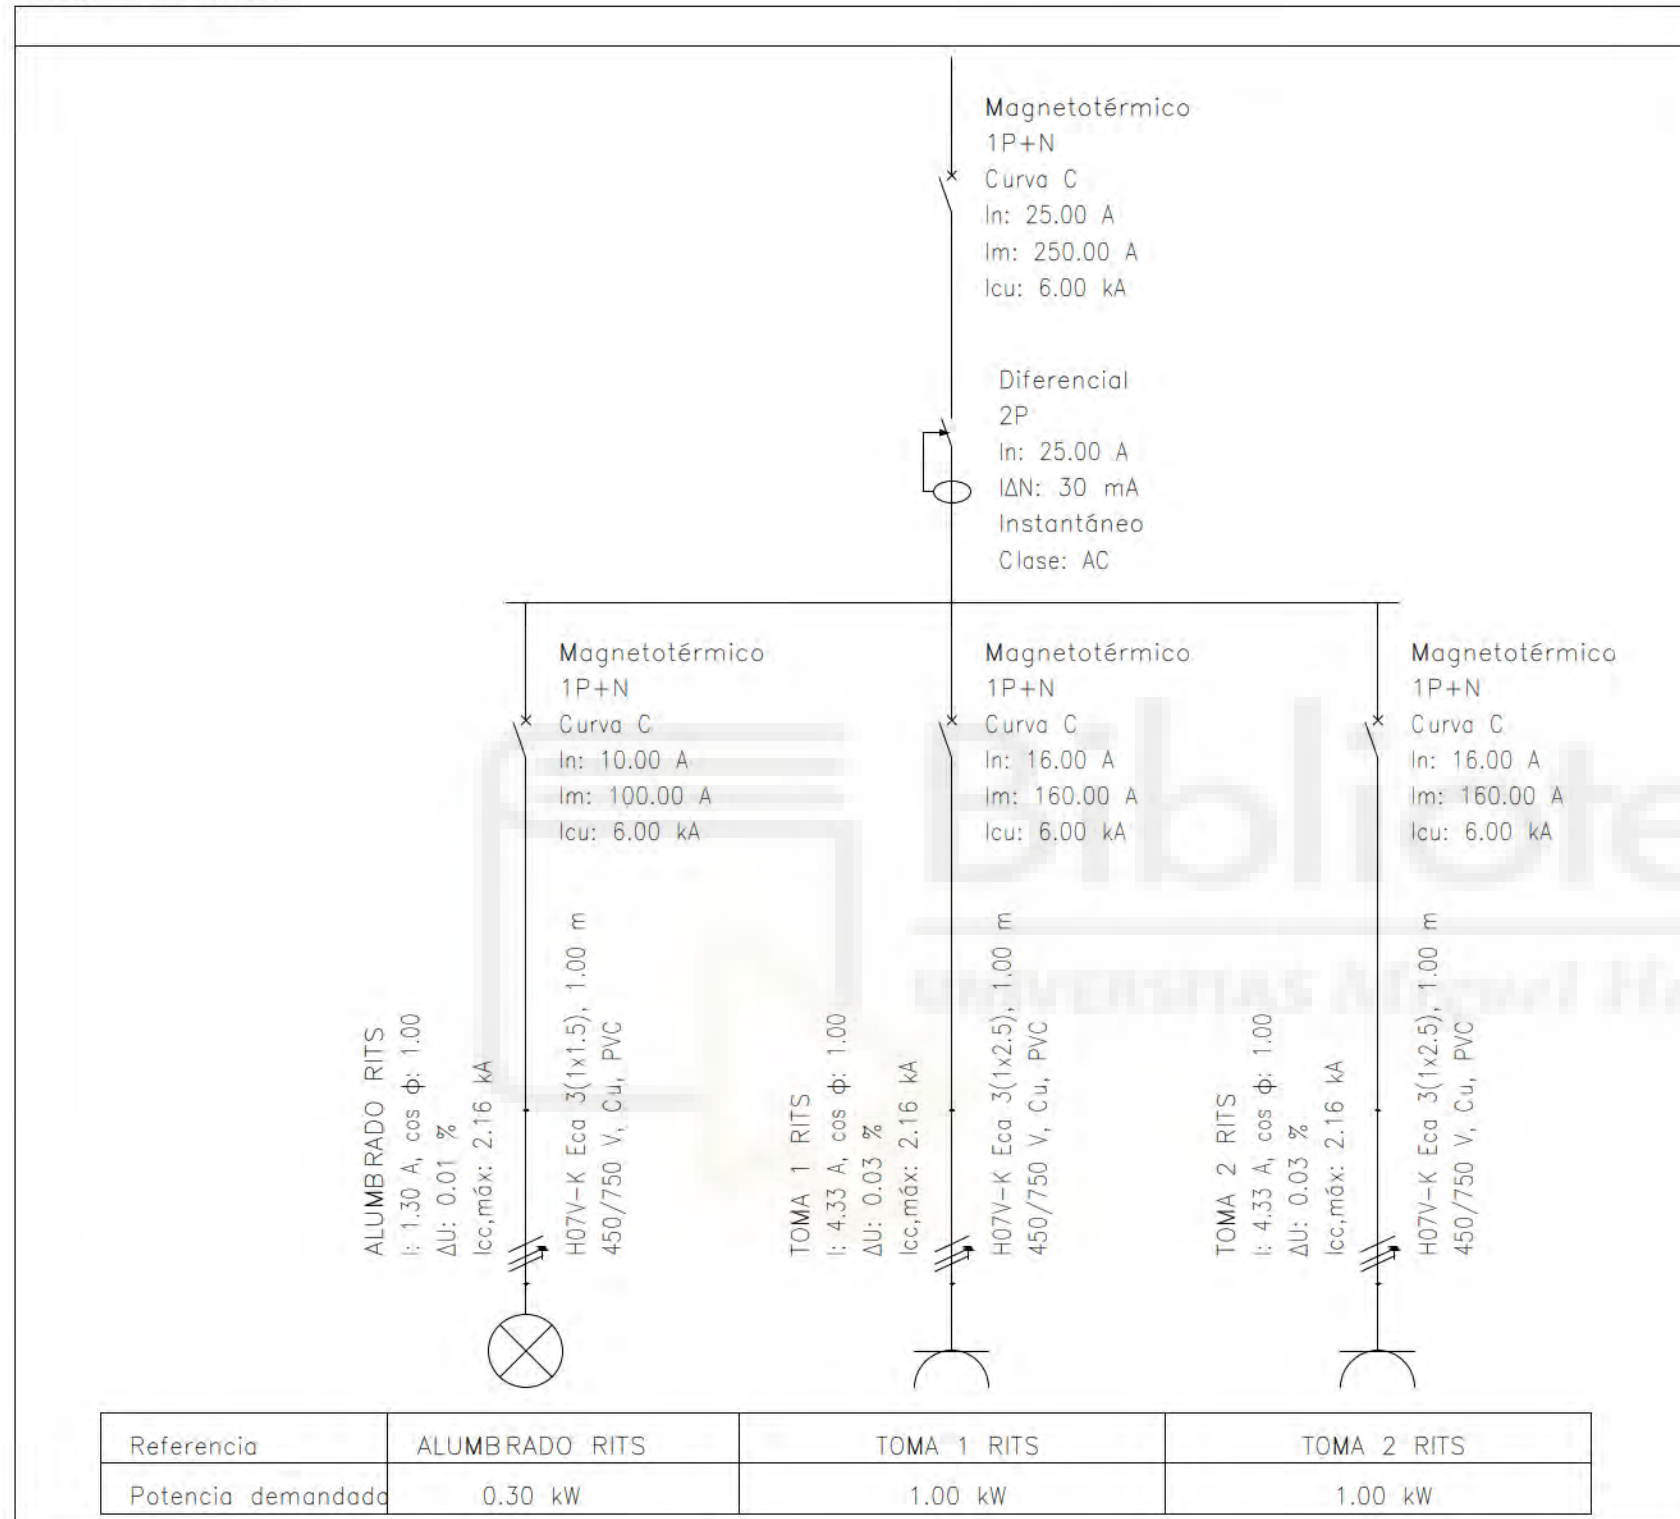 Magnetotérmico
1P+N
Curva C
In: 25.00 A
Im: 250.00 A
Icu: 6.00 kA
Diferencial
2P
In: 25.00 A
IΔN: 30 mA
Instantáneo
Clase: AC
Magnetotérmico
1P+N
Curva C
In: 10.00 A
Im: 100.00 A
Icu: 6.00 kA
Magnetotérmico
1P+N
Curva C
In: 16.00 A
Im: 160.00 A
Icu: 6.00 kA
Magnetotérmico
1P+N
Curva C
In: 16.00 A
Im: 160.00 A
Icu: 6.00 kA
ALUMBRADO RITS
I: 1.30 A, cos ϕ: 1.00
ΔU: 0.01 %
Icc,máx: 2.16 kA
H07V-K Eca 3(1x1.5), 1.00 m
450/750 V, Cu, PVC
TOMA 1 RITS
I: 4.33 A, cos ϕ: 1.00
ΔU: 0.03 %
Icc,máx: 2.16 kA
H07V-K Eca 3(1x2.5), 1.00 m
450/750 V, Cu, PVC
TOMA 2 RITS
I: 4.33 A, cos ϕ: 1.00
ΔU: 0.03 %
Icc,máx: 2.16 kA
H07V-K Eca 3(1x2.5), 1.00 m
450/750 V, Cu, PVC
Bibliote
UNIVERSITAS Miguel
Referencia ALUMBRADO RITS TOMA 1 RITS TOMA 2 RITS
Potencia demandada 0.30 kW 1.00 kW 1.00 kW